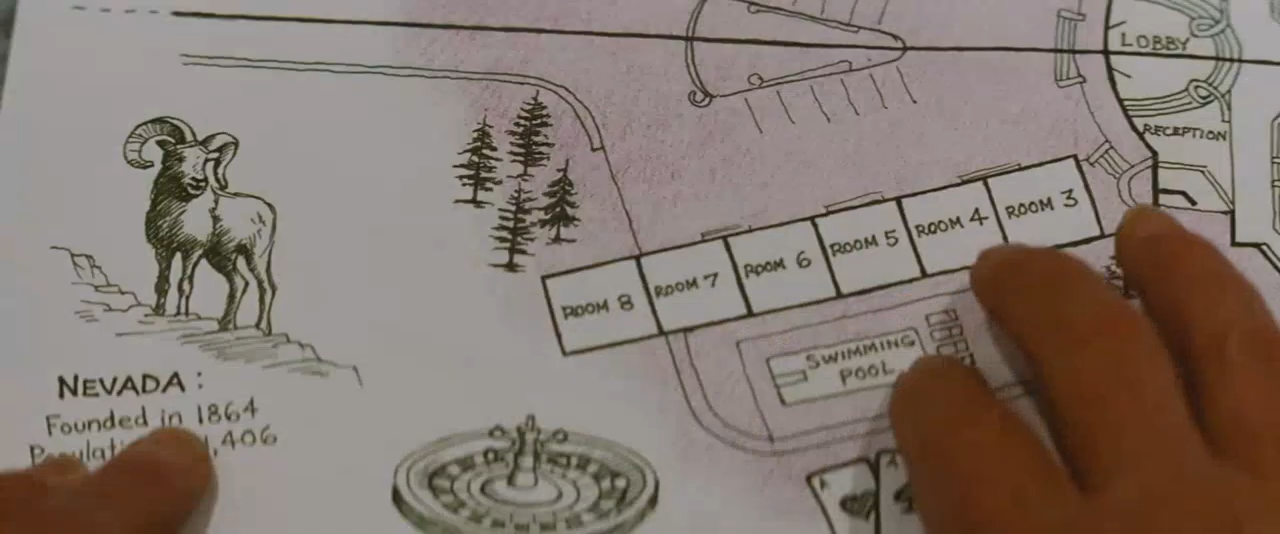 LOBBY
RECEPTION
ROOM 3
ROOM 4
ROOM 5
ROOM 6
ROOM 7
ROOM 8
SWIMMING
POOL
NEVADA:
Founded in 1864
,406
A
A